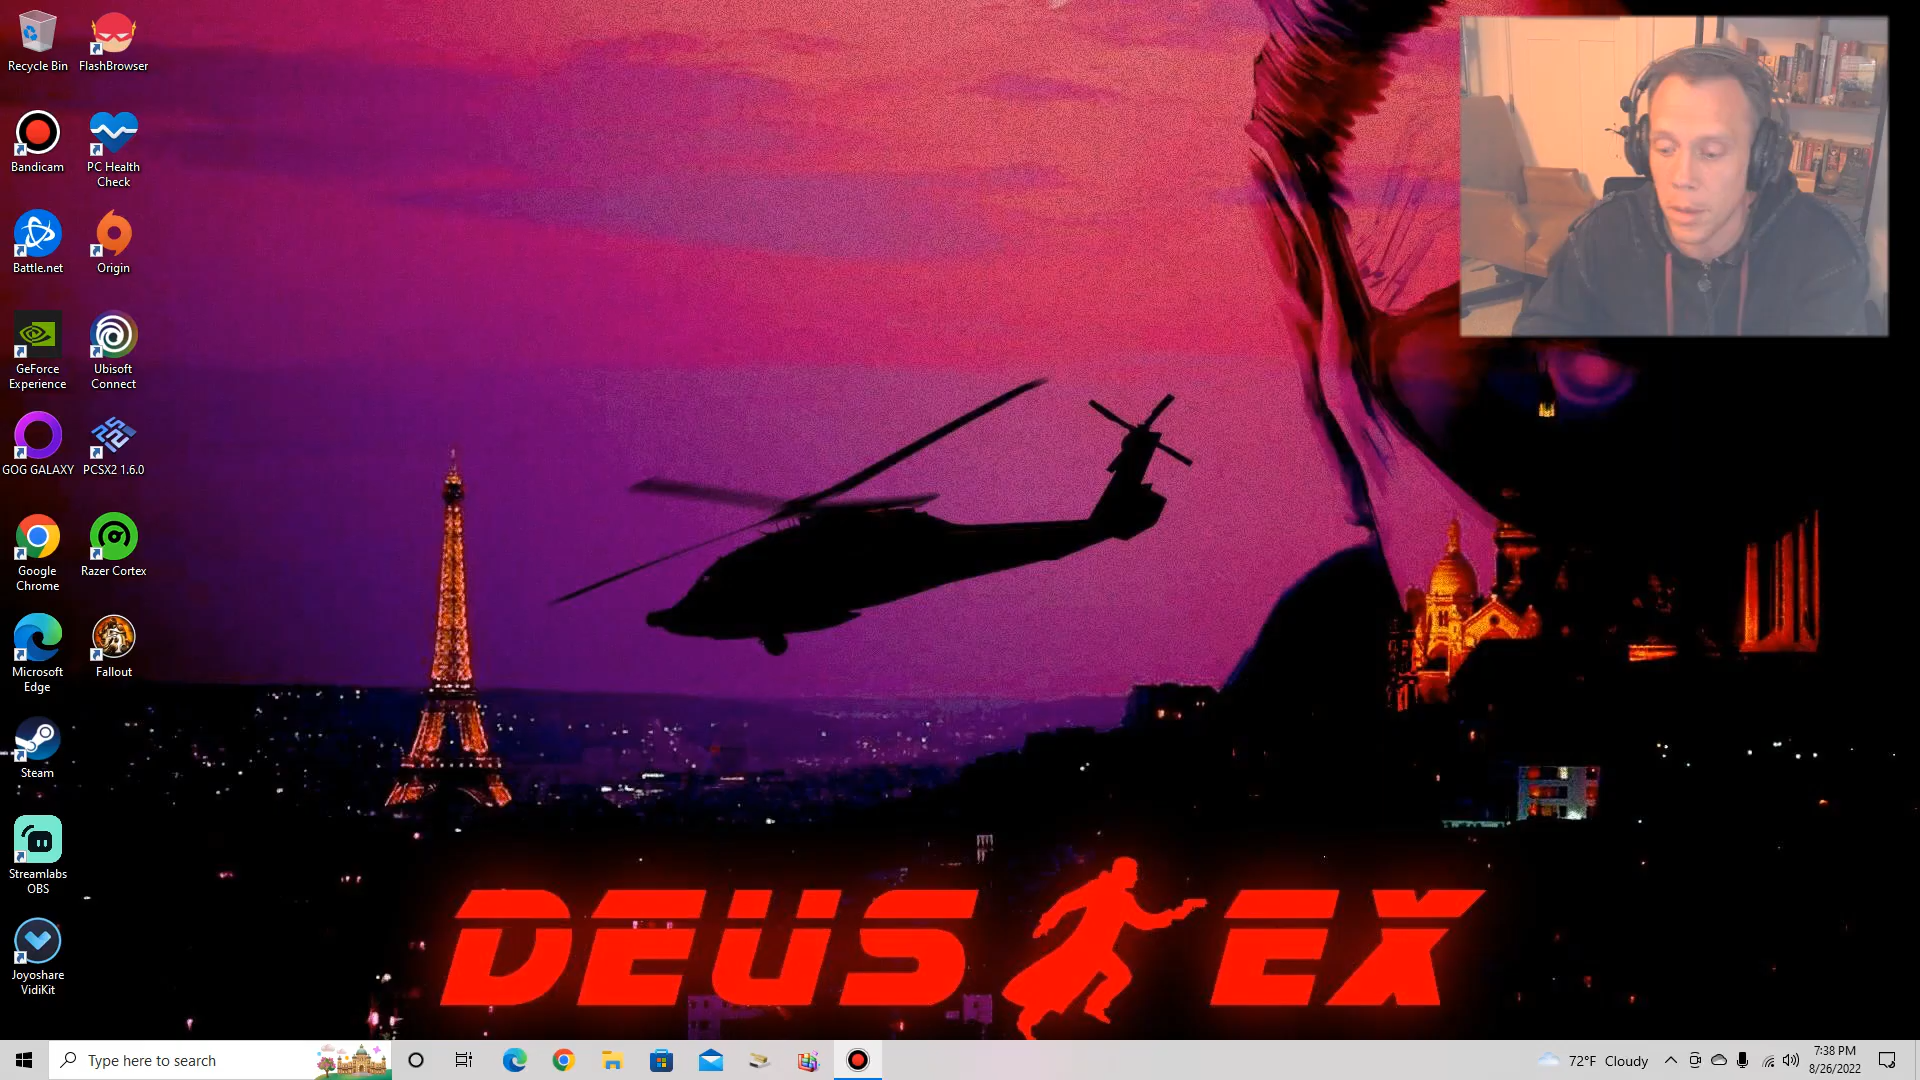 Recycle Bin
FlashBrowser
Bandicam
PC Health
Check
Battle.net
Origin
GeForce
Experience
Ubisoft
Connect
GOG GALAXY
PCSX2 1.6.0
Google
Chrome
Razer Cortex
Microsoft
Edge
Fallout
Steam
Streamlabs
OBS
Joyoshare
VidiKit
DEUS EX
Type here to search
72°F Cloudy
7:38 PM
8/26/2022